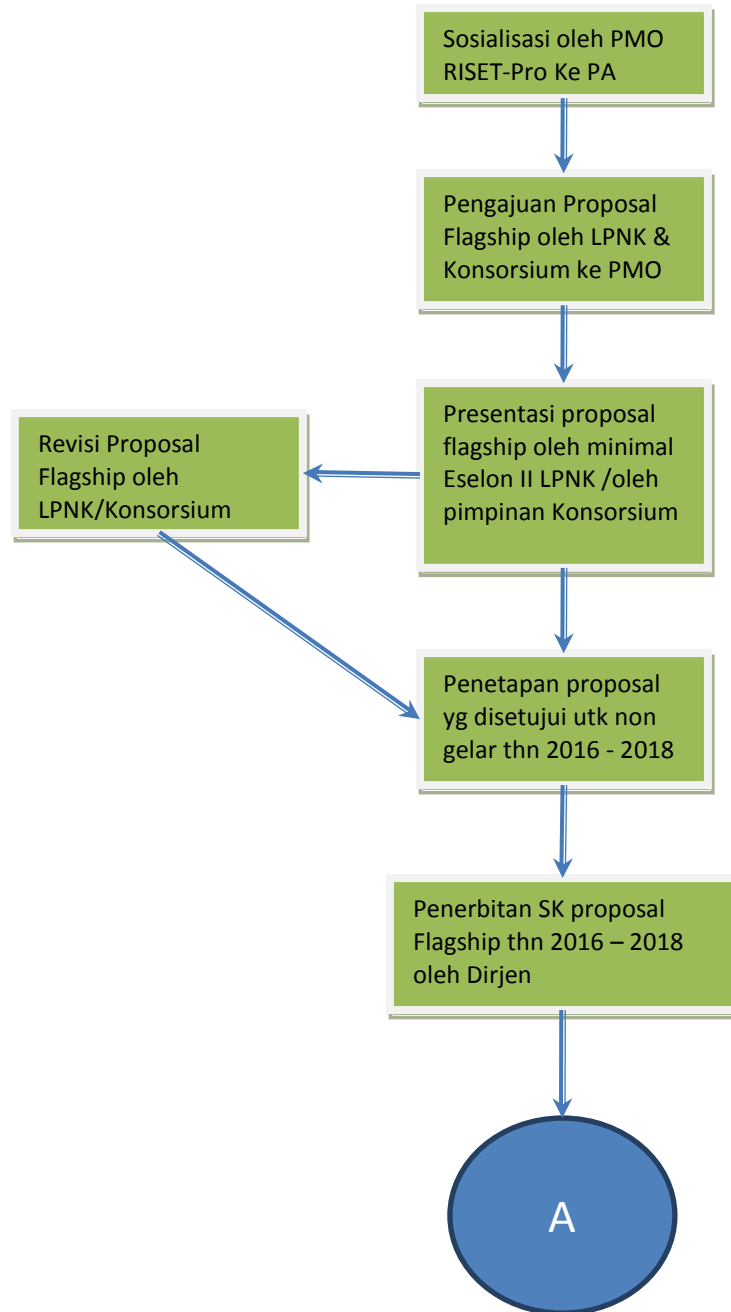 Sosialisasi oleh PMO
RISET-Pro Ke PA
Pengajuan Proposal
Flagship oleh LPNK &
Konsorsium ke PMO
Presentasi proposal
flagship oleh minimal
Eselon II LPNK /oleh
pimpinan Konsorsium
Revisi Proposal
Flagship oleh
LPNK/Konsorsium
Penetapan proposal
yg disetujui utk non
gelar thn 2016 - 2018
Penerbitan SK proposal
Flagship thn 2016 – 2018
oleh Dirjen
A